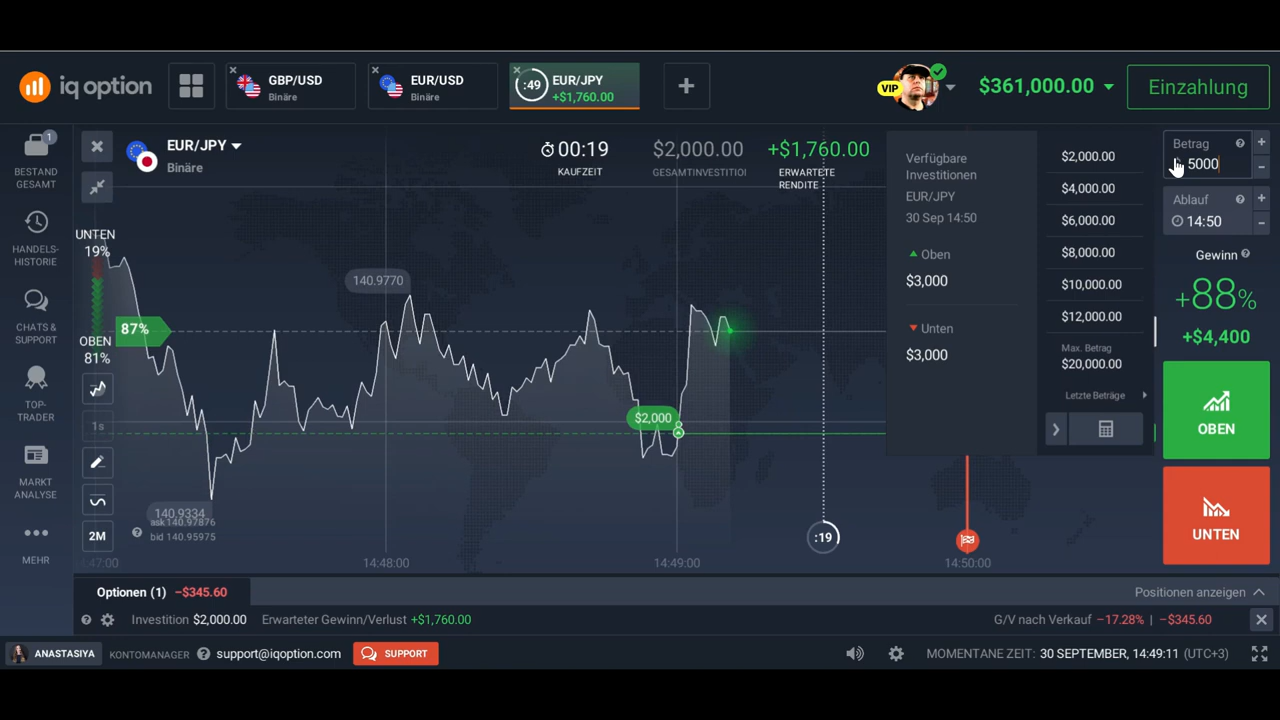 iq option
GBP/USD
Binäre
EUR/USD
Binäre
:49
EUR/JPY
+$1,760.00
VIP
$361,000.00
Einzahlung
1
BESTAND
GESAMT
HANDELS-
HISTORIE
CHATS &
SUPPORT
TOP-
TRADER
MARKT
ANALYSE
MEHR
EUR/JPY
Binäre
00:19
KAUFZEIT
$2,000.00
GESAMTINVESTITIOI
+$1,760.00
ERWARTETE
RENDITE
UNTEN
19%
87%
OBEN
81%
1s
2M
140.9770
140.9334
ask 140.97876
bid 140.95975
$2,000
:19
:47:00
14:48:00
14:49:00
14:50:00
Verfügbare
Investitionen
EUR/JPY
30 Sep 14:50
Oben
$3,000
Unten
$3,000
$2,000.00
$4,000.00
$6,000.00
$8,000.00
$10,000.00
$12,000.00
Max. Betrag
$20,000.00
Letzte Beträge
Betrag
5000
Ablauf
14:50
Gewinn
+88%
+$4,400
OBEN
UNTEN
Optionen (1) −$345.60
Positionen anzeigen
Investition $2,000.00 Erwarteter Gewinn/Verlust +$1,760.00
G/V nach Verkauf −17.28% | −$345.60
ANASTASIYA
KONTOMANAGER
support@iqoption.com
SUPPORT
MOMENTANE ZEIT: 30 SEPTEMBER, 14:49:11 (UTC+3)